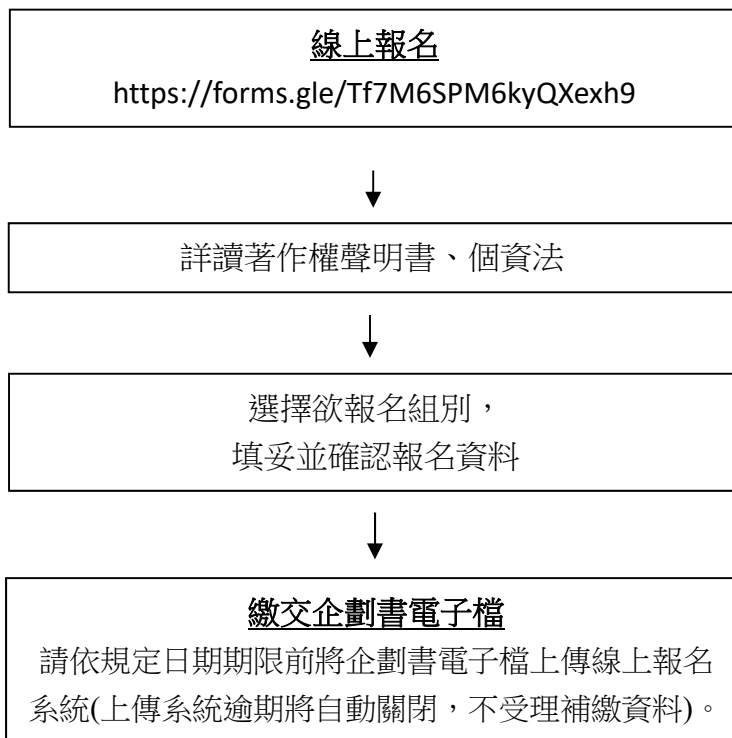 線上報名
https://forms.gle/Tf7M6SPM6kyQXexh9
詳讀著作權聲明書、個資法
選擇欲報名組別，
填妥並確認報名資料
繳交企劃書電子檔
請依規定日期期限前將企劃書電子檔上傳線上報名
系統(上傳系統逾期將自動關閉，不受理補繳資料)。